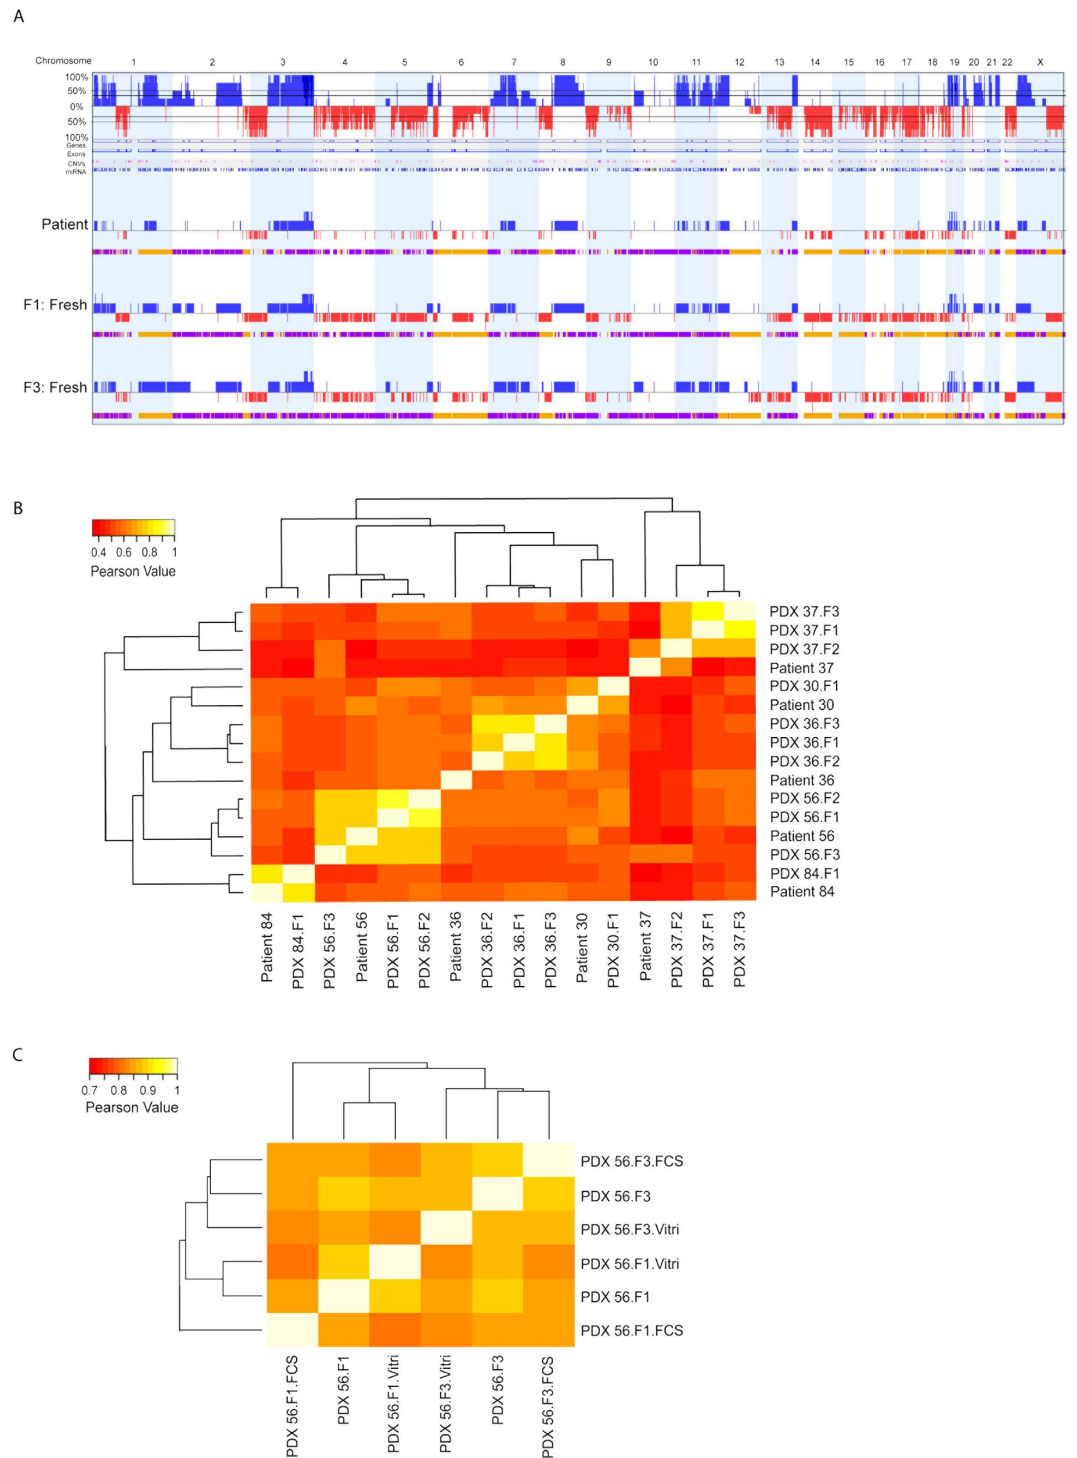 A
Chromosome 1 2 3 4 5 6 7 8 9 10 11 12 13 14 15 16 17 18 19 20 21 22 X
100%
50%
0%
50%
100%
Genes
Exons
CNVs
miRNA
Patient
F1: Fresh
F3: Fresh
B
0.4 0.6 0.8 1
Pearson Value
PDX 37.F3
PDX 37.F1
PDX 37.F2
Patient 37
PDX 30.F1
Patient 30
PDX 36.F3
PDX 36.F1
PDX 36.F2
Patient 36
PDX 56.F2
PDX 56.F1
Patient 56
PDX 56.F3
PDX 84.F1
Patient 84
Patient 84
PDX 84.F1
PDX 56.F3
Patient 56
PDX 56.F1
PDX 56.F2
Patient 36
PDX 36.F2
PDX 36.F1
PDX 36.F3
Patient 30
PDX 30.F1
Patient 37
PDX 37.F2
PDX 37.F1
PDX 37.F3
C
0.7 0.8 0.9 1
Pearson Value
PDX 56.F3.FCS
PDX 56.F3
PDX 56.F3.Vitri
PDX 56.F1.Vitri
PDX 56.F1
PDX 56.F1.FCS
PDX 56.F1.FCS
PDX 56.F1
PDX 56.F1.Vitri
PDX 56.F3.Vitri
PDX 56.F3
PDX 56.F3.FCS